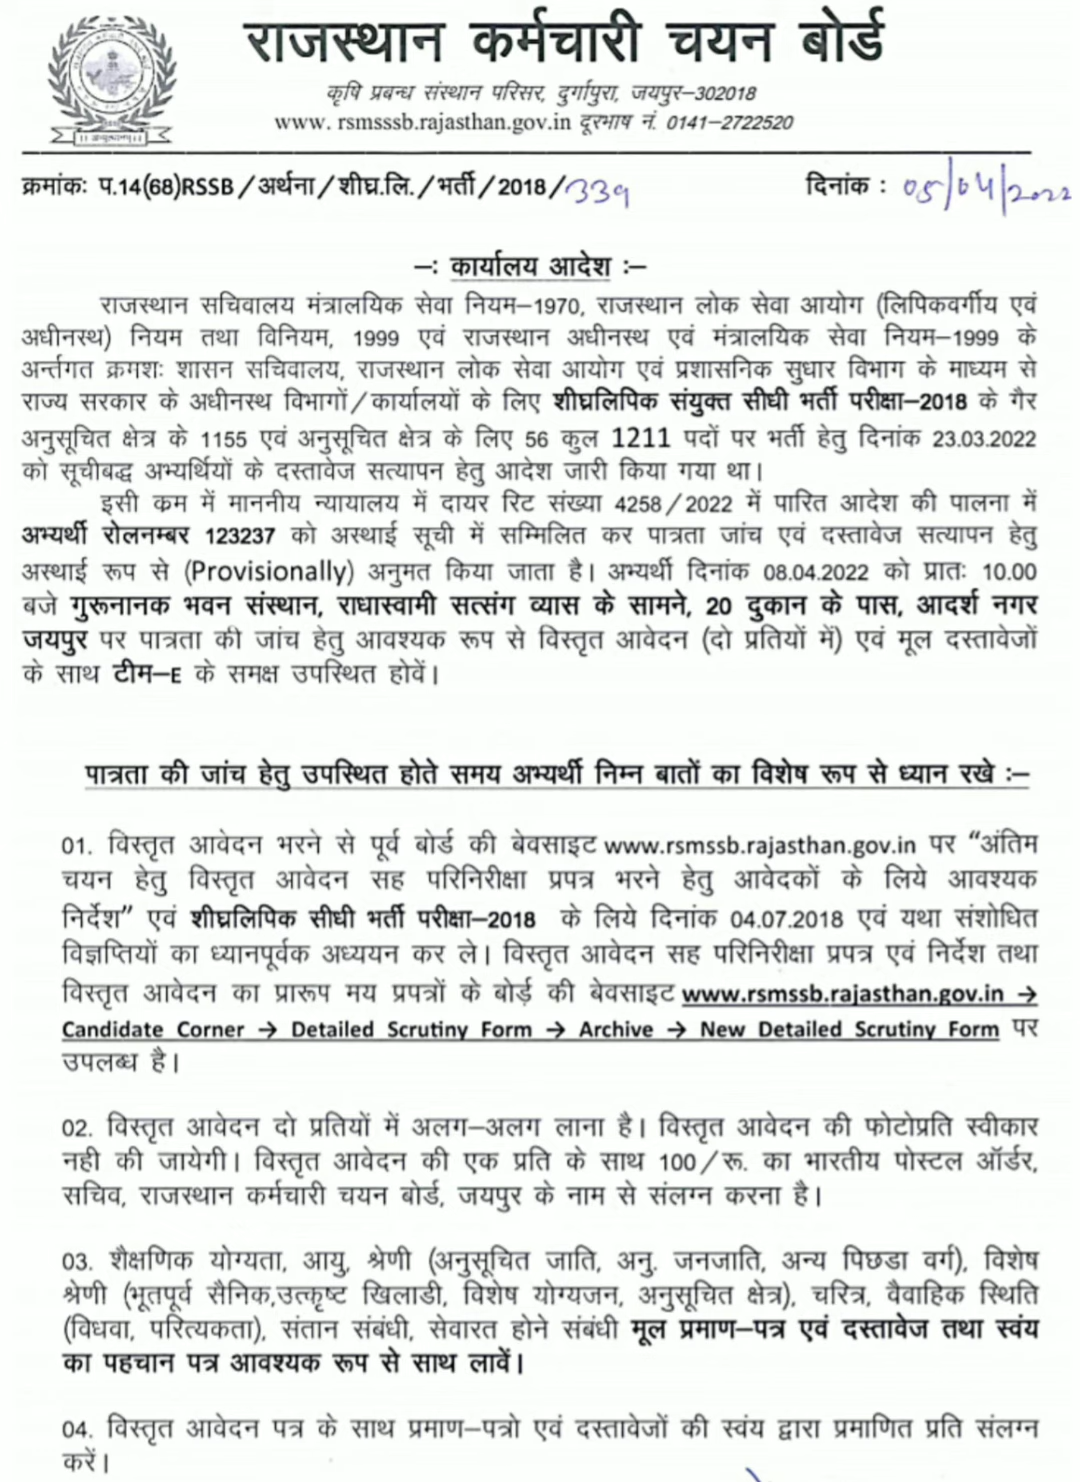 राजस्थान कर्मचारी चयन बोर्ड
कृषि प्रबन्ध संस्थान परिसर, दुर्गापुरा, जयपुर–302018
www. rsmsssb.rajasthan.gov.in दूरभाष नं. 0141–2722520
क्रमांकः प.14(68)RSSB/अर्थना/शीघ्र.लि./भर्ती/2018/339 दिनांक : 05/04/2022
–: कार्यालय आदेश :–
राजस्थान सचिवालय मंत्रालयिक सेवा नियम–1970, राजस्थान लोक सेवा आयोग (लिपिकवर्गीय एवं
अधीनस्थ) नियम तथा विनियम, 1999 एवं राजस्थान अधीनस्थ एवं मंत्रालयिक सेवा नियम–1999 के
अर्न्तगत क्रमशः शासन सचिवालय, राजस्थान लोक सेवा आयोग एवं प्रशासनिक सुधार विभाग के माध्यम से
राज्य सरकार के अधीनस्थ विभागों/कार्यालयों के लिए शीघ्रलिपिक संयुक्त सीधी भर्ती परीक्षा–2018 के गैर
अनुसूचित क्षेत्र के 1155 एवं अनुसूचित क्षेत्र के लिए 56 कुल 1211 पदों पर भर्ती हेतु दिनांक 23.03.2022
को सूचीबद्ध अभ्यर्थियों के दस्तावेज सत्यापन हेतु आदेश जारी किया गया था।
इसी कम में माननीय न्यायालय में दायर रिट संख्या 4258/2022 में पारित आदेश की पालना में
अभ्यर्थी रोलनम्बर 123237 को अस्थाई सूची में सम्मिलित कर पात्रता जांच एवं दस्तावेज सत्यापन हेतु
अस्थाई रूप से (Provisionally) अनुमत किया जाता है। अभ्यर्थी दिनांक 08.04.2022 को प्रातः 10.00
बजे गुरूनानक भवन संस्थान, राधास्वामी सत्संग व्यास के सामने, 20 दुकान के पास, आदर्श नगर
जयपुर पर पात्रता की जांच हेतु आवश्यक रूप से विस्तृत आवेदन (दो प्रतियों में) एवं मूल दस्तावेजों
के साथ टीम–E के समक्ष उपस्थित होवें।
पात्रता की जांच हेतु उपस्थित होते समय अभ्यर्थी निम्न बातों का विशेष रूप से ध्यान रखे :–
01. विस्तृत आवेदन भरने से पूर्व बोर्ड की बेवसाइट www.rsmssb.rajasthan.gov.in पर “अंतिम
चयन हेतु विस्तृत आवेदन सह परिनिरीक्षा प्रपत्र भरने हेतु आवेदकों के लिये आवश्यक
निर्देश” एवं शीघ्रलिपिक सीधी भर्ती परीक्षा–2018 के लिये दिनांक 04.07.2018 एवं यथा संशोधित
विज्ञप्तियों का ध्यानपूर्वक अध्ययन कर ले। विस्तृत आवेदन सह परिनिरीक्षा प्रपत्र एवं निर्देश तथा
विस्तृत आवेदन का प्रारूप मय प्रपत्रों के बोर्ड़ की बेवसाइट www.rsmssb.rajasthan.gov.in →
Candidate Corner → Detailed Scrutiny Form → Archive → New Detailed Scrutiny Form पर
उपलब्ध है।
02. विस्तृत आवेदन दो प्रतियों में अलग–अलग लाना है। विस्तृत आवेदन की फोटोप्रति स्वीकार
नही की जायेगी। विस्तृत आवेदन की एक प्रति के साथ 100/रू. का भारतीय पोस्टल ऑर्डर,
सचिव, राजस्थान कर्मचारी चयन बोर्ड, जयपुर के नाम से संलग्न करना है।
03. शैक्षणिक योग्यता, आयु, श्रेणी (अनुसूचित जाति, अनु. जनजाति, अन्य पिछडा वर्ग), विशेष
श्रेणी (भूतपूर्व सैनिक,उत्कृष्ट खिलाडी, विशेष योग्यजन, अनुसूचित क्षेत्र), चरित्र, वैवाहिक स्थिति
(विधवा, परित्यकता), संतान संबंधी, सेवारत होने संबंधी मूल प्रमाण–पत्र एवं दस्तावेज तथा स्वंय
का पहचान पत्र आवश्यक रूप से साथ लावें।
04. विस्तृत आवेदन पत्र के साथ प्रमाण–पत्रो एवं दस्तावेजों की स्वंय द्वारा प्रमाणित प्रति संलग्न
करें।